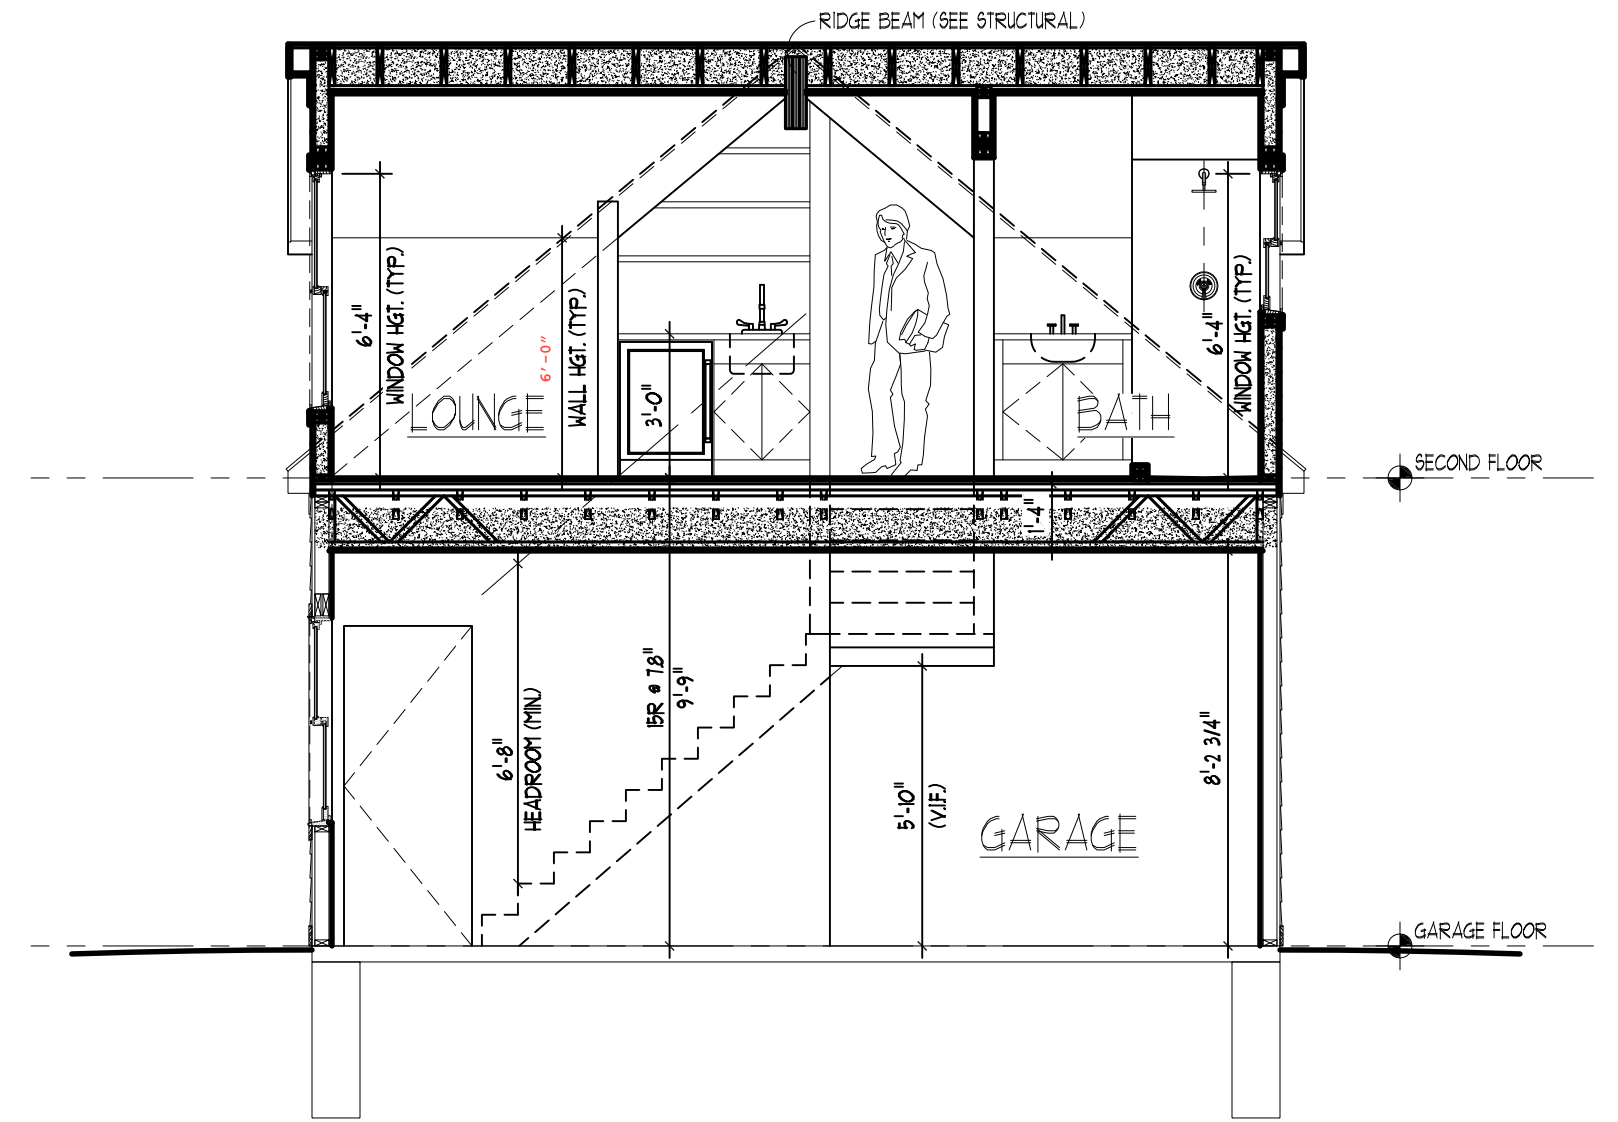 RIDGE BEAM (SEE STRUCTURAL)
6'-4"
WINDOW HGT. (TYP.)
6'-0"
WALL HGT. (TYP.)
3'-0"
6'-4"
WINDOW HGT. (TYP.)
LOUNGE
BATH
SECOND FLOOR
1'-4"
6'-8"
HEADROOM (MIN.)
15R @ 7.8"
9'-9"
5'-10"
(V.I.F.)
8'-2 3/4"
GARAGE
GARAGE FLOOR